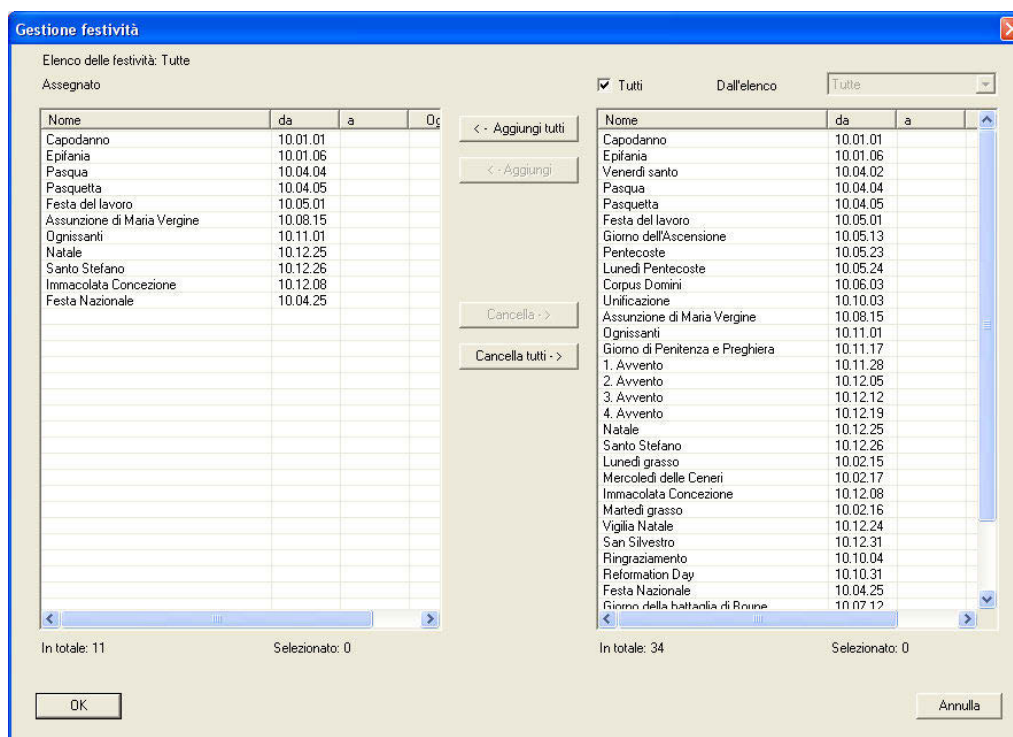 Gestione festività
Elenco delle festività: Tutte
Assegnato
Tutti Dall'elenco Tutte
Nome da a Og
Capodanno 10.01.01
Epifania 10.01.06
Pasqua 10.04.04
Pasquetta 10.04.05
Festa del lavoro 10.05.01
Assunzione di Maria Vergine 10.08.15
Ognissanti 10.11.01
Natale 10.12.25
Santo Stefano 10.12.26
Immacolata Concezione 10.12.08
Festa Nazionale 10.04.25
< - Aggiungi tutti
< - Aggiungi
Cancella - >
Cancella tutti - >
Nome da a
Capodanno 10.01.01
Epifania 10.01.06
Venerdì santo 10.04.02
Pasqua 10.04.04
Pasquetta 10.04.05
Festa del lavoro 10.05.01
Giorno dell'Ascensione 10.05.13
Pentecoste 10.05.23
Lunedì Pentecoste 10.05.24
Corpus Domini 10.06.03
Unificazione 10.10.03
Assunzione di Maria Vergine 10.08.15
Ognissanti 10.11.01
Giorno di Penitenza e Preghiera 10.11.17
1. Avvento 10.11.28
2. Avvento 10.12.05
3. Avvento 10.12.12
4. Avvento 10.12.19
Natale 10.12.25
Santo Stefano 10.12.26
Lunedì grasso 10.02.15
Mercoledì delle Ceneri 10.02.17
Immacolata Concezione 10.12.08
Martedì grasso 10.02.16
Vigilia Natale 10.12.24
San Silvestro 10.12.31
Ringraziamento 10.10.04
Reformation Day 10.10.31
Festa Nazionale 10.04.25
Giorno della battaglia di Boyne 10.07.12
In totale: 11 Selezionato: 0
In totale: 34 Selezionato: 0
OK
Annulla